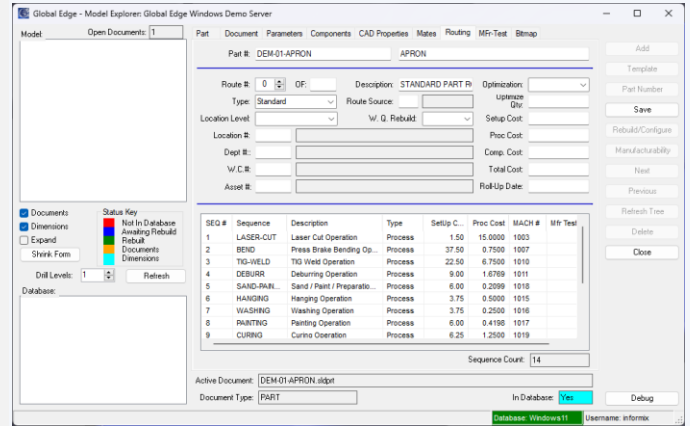 Global Edge - Model Explorer: Global Edge Windows Demo Server
Model: Open Documents: 1
Part Document Parameters Components CAD Properties Mates Routing MFr-Test Bitmap
Part #: DEM-01-APRON APRON
Add
Template
Part Number
Save
Rebuild/Configure
Manufacturability
Next
Previous
Refresh Tree
Delete
Close
Route #: 0 OF: Description: STANDARD PART R Optimization:
Type: Standard Route Source: Uptimize Qty:
Location Level: W. Q. Rebuild: Setup Cost:
Location #: Proc Cost:
Dept #: Comp. Cost:
W.C.#: Total Cost:
Asset #: Roll-Up Date:
Documents
Dimensions
Expand
Shrink Form
Status Key
Not In Database
Awaiting Rebuild
Rebuilt
Documents
Dimensions
Drill Levels: 1 Refresh
Database:
SEQ # Sequence Description Type SetUp C... Proc Cost MACH # Mfr Test
1 LASER-CUT Laser Cut Operation Process 1.50 15.0000 1003
2 BEND Press Brake Bending Op... Process 37.50 0.7500 1007
3 TIG-WELD TIG Weld Operation Process 22.50 6.7500 1010
4 DEBURR Deburring Operation Process 9.00 1.6769 1011
5 SAND-PAIN... Sand / Paint / Preparatio... Process 6.00 0.2099 1018
6 HANGING Hanging Operation Process 3.75 0.5000 1015
7 WASHING Washing Operation Process 3.75 0.2500 1016
8 PAINTING Painting Operation Process 6.00 0.4198 1017
9 CURING Curing Operation Process 6.25 1.2500 1019
Sequence Count: 14
Active Document: DEM-01-APRON.sldprt
Document Type: PART In Database: Yes
Debug
Database: Windows11 Username: informix